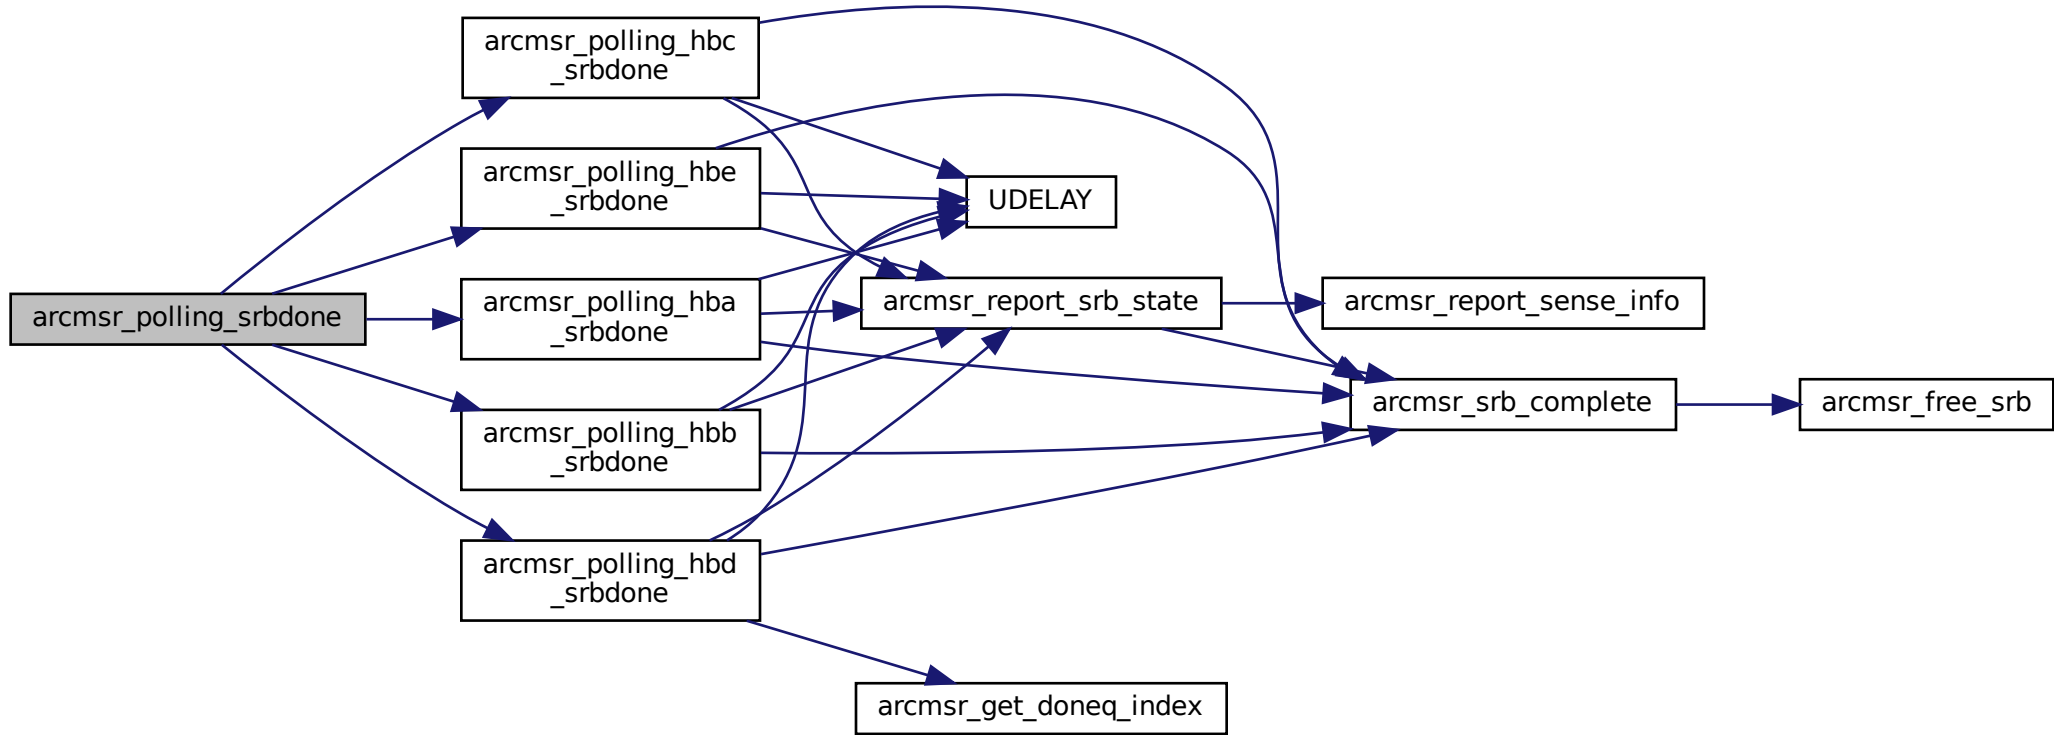 arcmsr_polling_srbdone
arcmsr_polling_hbc
_srbdone
arcmsr_polling_hbe
_srbdone
arcmsr_polling_hba
_srbdone
arcmsr_polling_hbb
_srbdone
arcmsr_polling_hbd
_srbdone
UDELAY
arcmsr_report_srb_state
arcmsr_get_doneq_index
arcmsr_report_sense_info
arcmsr_srb_complete
arcmsr_free_srb